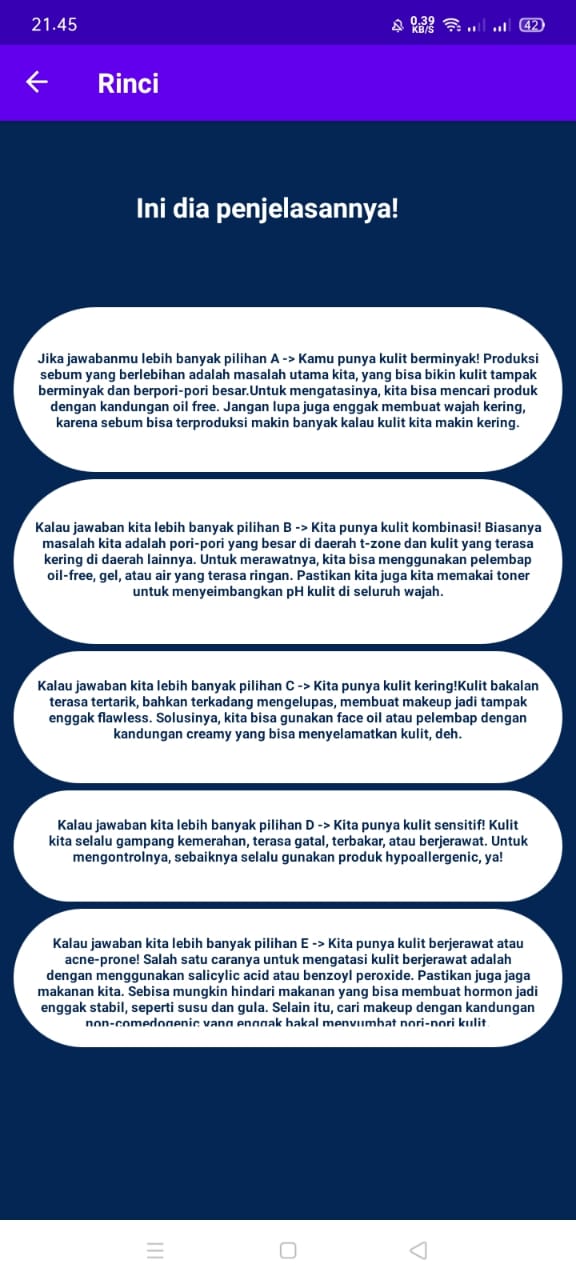 21.45
0.39
KB/S
42
Rinci
Ini dia penjelasannya!
Jika jawabanmu lebih banyak pilihan A -> Kamu punya kulit berminyak! Produksi
sebum yang berlebihan adalah masalah utama kita, yang bisa bikin kulit tampak
berminyak dan berpori-pori besar.Untuk mengatasinya, kita bisa mencari produk
dengan kandungan oil free. Jangan lupa juga enggak membuat wajah kering,
karena sebum bisa terproduksi makin banyak kalau kulit kita makin kering.
Kalau jawaban kita lebih banyak pilihan B -> Kita punya kulit kombinasi! Biasanya
masalah kita adalah pori-pori yang besar di daerah t-zone dan kulit yang terasa
kering di daerah lainnya. Untuk merawatnya, kita bisa menggunakan pelembap
oil-free, gel, atau air yang terasa ringan. Pastikan kita juga kita memakai toner
untuk menyeimbangkan pH kulit di seluruh wajah.
Kalau jawaban kita lebih banyak pilihan C -> Kita punya kulit kering!Kulit bakalan
terasa tertarik, bahkan terkadang mengelupas, membuat makeup jadi tampak
enggak flawless. Solusinya, kita bisa gunakan face oil atau pelembap dengan
kandungan creamy yang bisa menyelamatkan kulit, deh.
Kalau jawaban kita lebih banyak pilihan D -> Kita punya kulit sensitif! Kulit
kita selalu gampang kemerahan, terasa gatal, terbakar, atau berjerawat. Untuk
mengontrolnya, sebaiknya selalu gunakan produk hypoallergenic, ya!
Kalau jawaban kita lebih banyak pilihan E -> Kita punya kulit berjerawat atau
acne-prone! Salah satu caranya untuk mengatasi kulit berjerawat adalah
dengan menggunakan salicylic acid atau benzoyl peroxide. Pastikan juga jaga
makanan kita. Sebisa mungkin hindari makanan yang bisa membuat hormon jadi
enggak stabil, seperti susu dan gula. Selain itu, cari makeup dengan kandungan
non-comedogenic yang enggak bakal menyumbat pori-pori kulit.